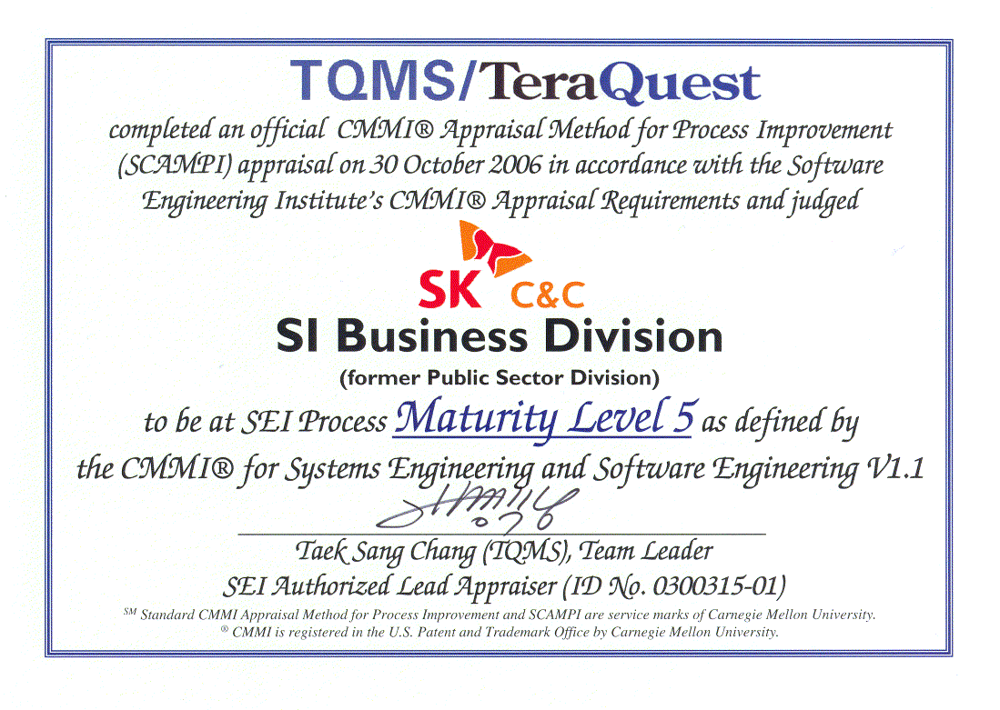 TQMS/TeraQuest
completed an official CMMI® Appraisal Method for Process Improvement
(SCAMPI) appraisal on 30 October 2006 in accordance with the Software
Engineering Institute's CMMI® Appraisal Requirements and judged
SK C&C
SI Business Division
(former Public Sector Division)
to be at SEI Process Maturity Level 5 as defined by
the CMMI® for Systems Engineering and Software Engineering V1.1
Taek Sang Chang (TQMS), Team Leader
SEI Authorized Lead Appraiser (ID No. 0300315-01)
SM Standard CMMI Appraisal Method for Process Improvement and SCAMPI are service marks of Carnegie Mellon University.
® CMMI is registered in the U.S. Patent and Trademark Office by Carnegie Mellon University.